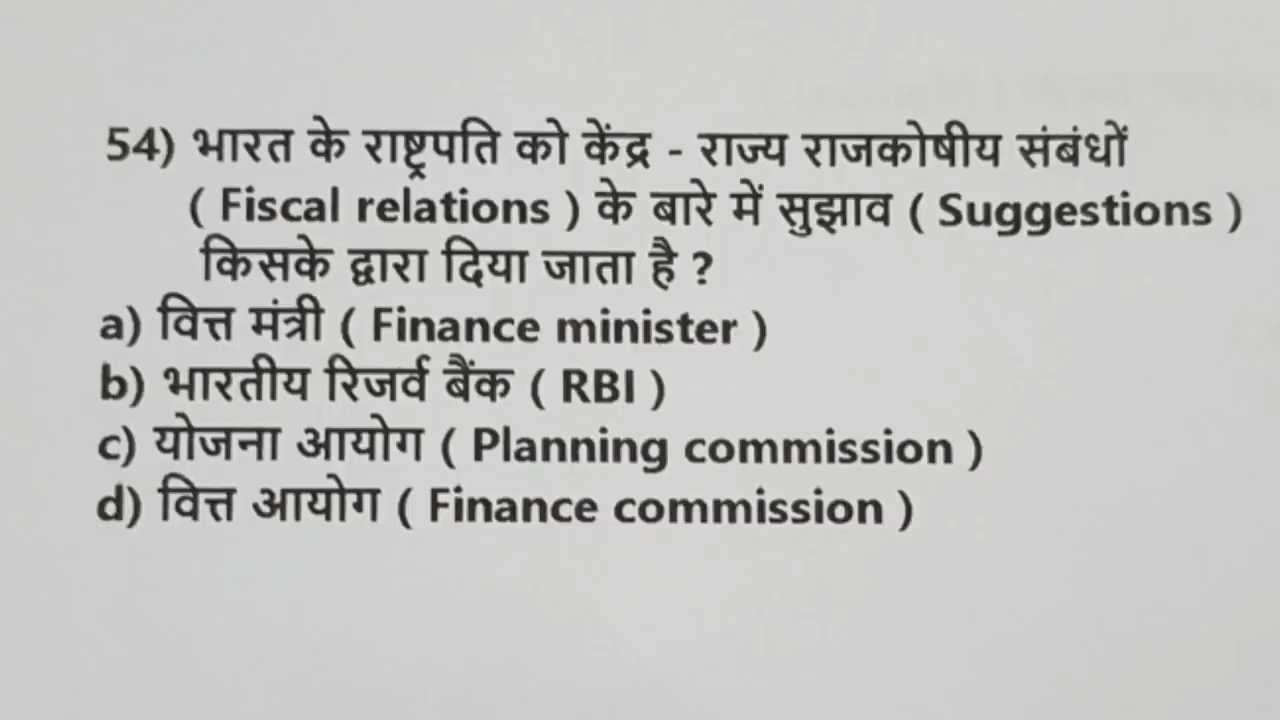 54) भारत के राष्ट्रपति को केंद्र - राज्य राजकोषीय संबंधों
( Fiscal relations ) के बारे में सुझाव ( Suggestions )
किसके द्वारा दिया जाता है ?
a) वित्त मंत्री ( Finance minister )
b) भारतीय रिजर्व बैंक ( RBI )
c) योजना आयोग ( Planning commission )
d) वित्त आयोग ( Finance commission )